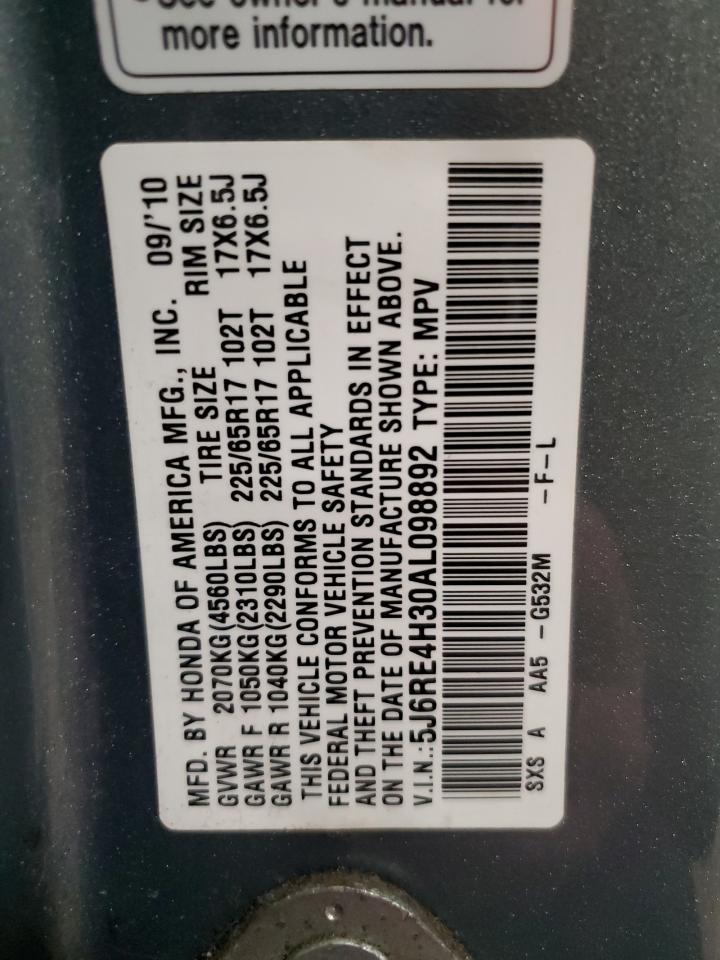 more information.
MFD. BY HONDA OF AMERICA MFG., INC. 09/'10
GVWR 2070KG(4560LBS) TIRE SIZE RIM SIZE
GAWR F 1050KG(2310LBS) 225/65R17 102T 17X6.5J
GAWR R 1040KG(2290LBS) 225/65R17 102T 17X6.5J
THIS VEHICLE CONFORMS TO ALL APPLICABLE
FEDERAL MOTOR VEHICLE SAFETY
AND THEFT PREVENTION STANDARDS IN EFFECT
ON THE DATE OF MANUFACTURE SHOWN ABOVE.
V.I.N.:5J6RE4H30AL098892 TYPE: MPV
SXS A AA5 -G532M -F-L